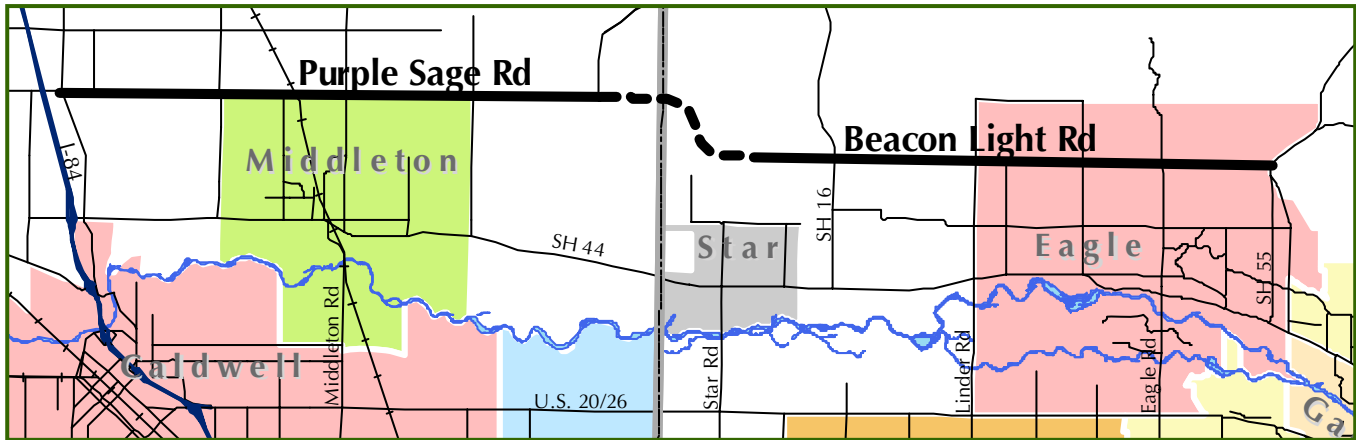 Purple Sage Rd
Beacon Light Rd
Middleton
I-84
SH 16
SH 44
Star
Eagle
SH 55
Middleton Rd
Caldwell
Star Rd
Linder Rd
Eagle Rd
U.S. 20/26
Ga